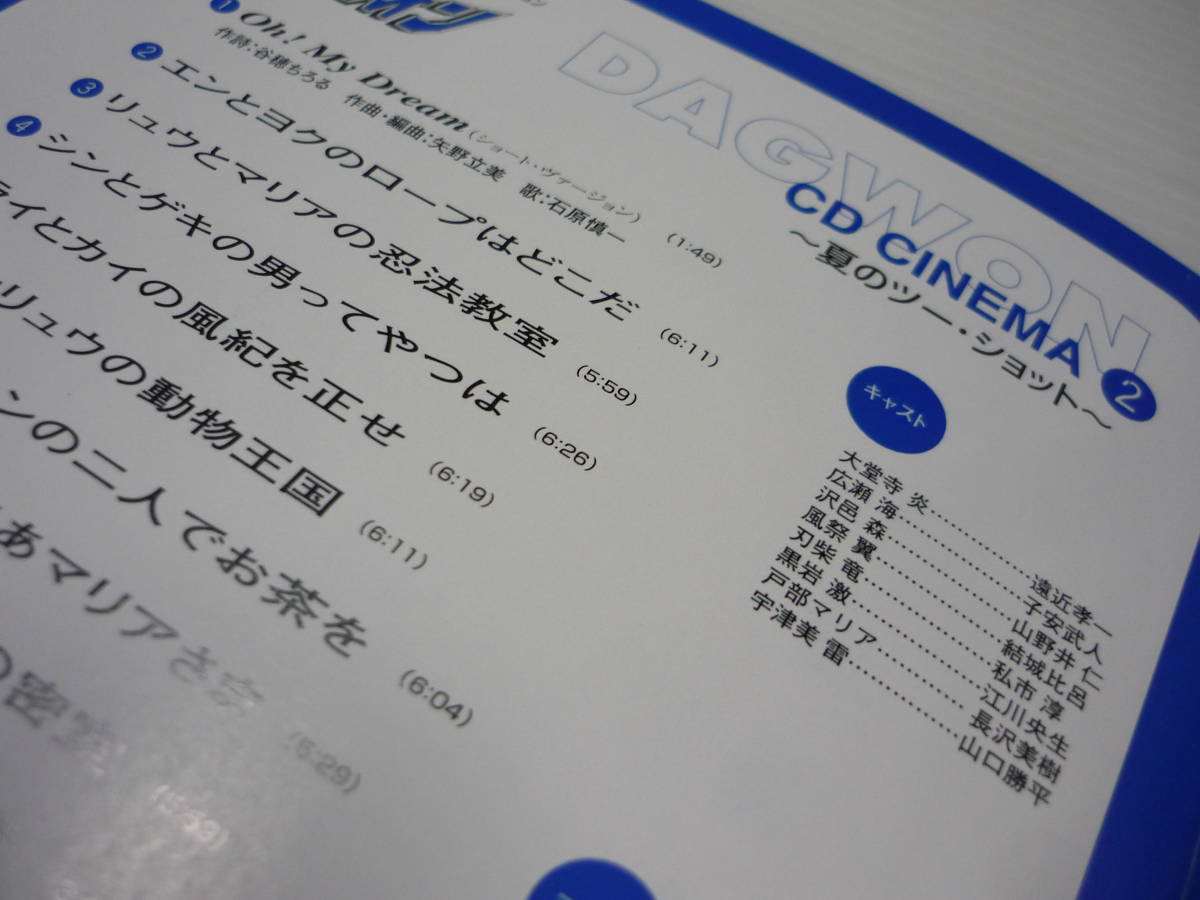 DAGWON
CD CINEMA 2
〜夏のツー・ショット〜
1 Oh! My Dream (ショート・ヴァージョン) (1:49)
作詩:谷穂ちろる 作曲・編曲:矢野立美 歌:石原慎一
2 エンとヨクのロープはどこだ (6:11)
3 リュウとマリアの忍法教室 (5:59)
4 シンとゲキの男ってやつは (6:26)
ライとカイの風紀を正せ (6:19)
リュウの動物王国 (6:11)
ンの二人でお茶を (6:04)
あマリアさま (6:29)
の密室
キャスト
大堂寺 炎…………遠近孝一
広瀬 海…………子安武人
沢邑 森…………山野井 仁
風祭 翼…………結城比呂
刃柴 竜…………私市 淳
黒岩 激…………江川央生
戸部マリア…………長沢美樹
宇津美 雷…………山口勝平